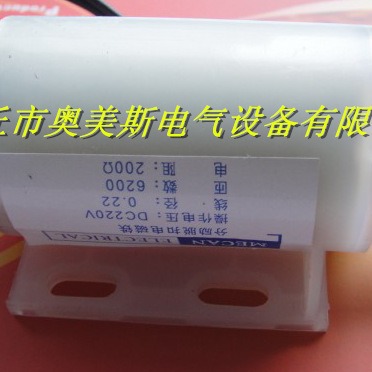 丘市奥美斯电气设备有限
MECAN ELECTRICAL
分励脱扣电磁铁
操作电压:DC220V
线 径:0.22
匝 数:6200
电 阻:200Ω